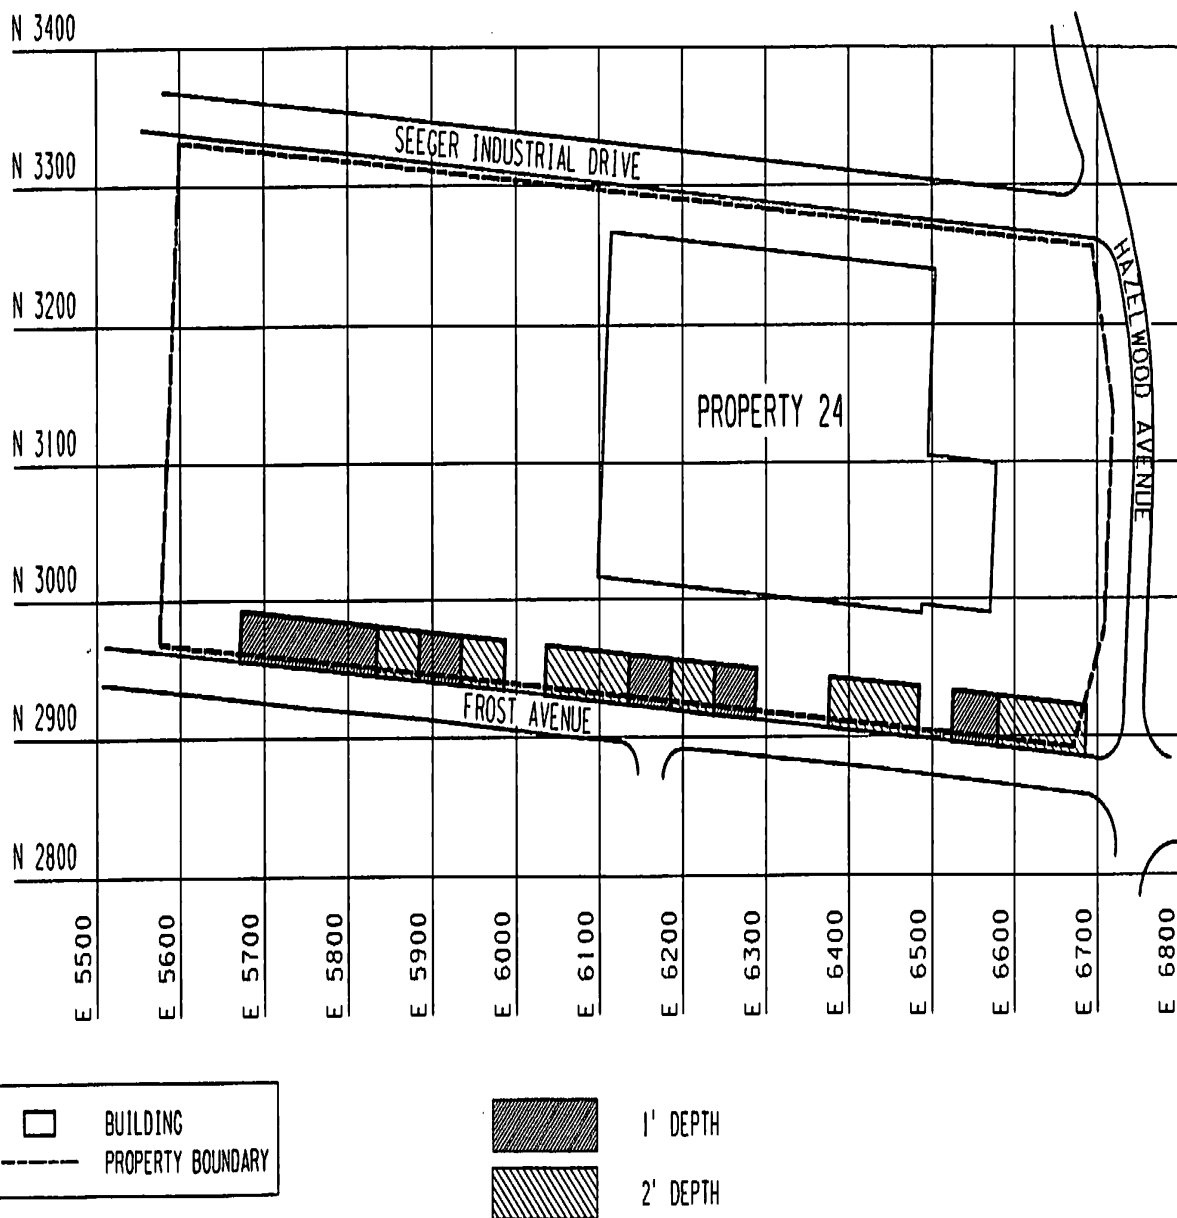 N 3400
SEEGER INDUSTRIAL DRIVE
N 3300
HAZELWOOD AVENUE
N 3200
PROPERTY 24
N 3100
N 3000
FROST AVENUE
N 2900
N 2800
E 5500
E 5600
E 5700
E 5800
E 5900
E 6000
E 6100
E 6200
E 6300
E 6400
E 6500
E 6600
E 6700
E 6800
BUILDING
PROPERTY BOUNDARY
1' DEPTH
2' DEPTH